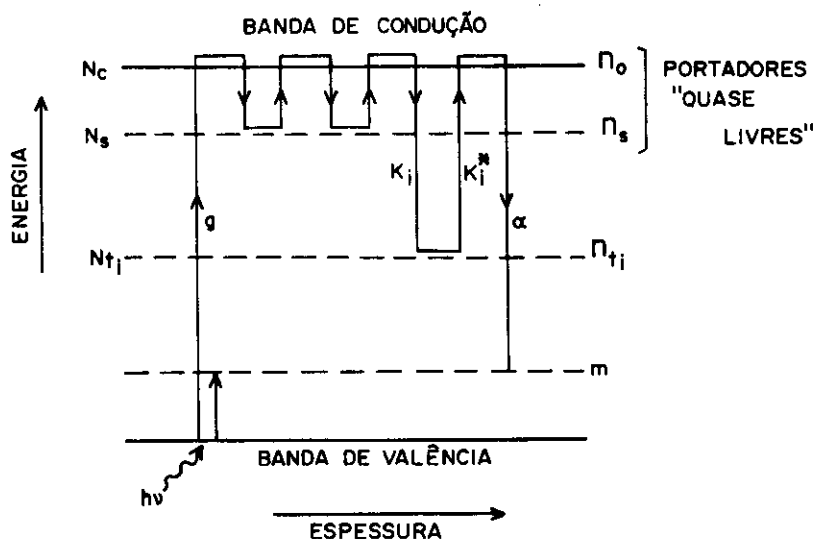 BANDA DE CONDUÇÃO
Nc
no
PORTADORES
"QUASE
LIVRES"
Ns
ns
ENERGIA
Ki
Ki*
g
α
Nti
nti
m
BANDA DE VALÊNCIA
hν
ESPESSURA